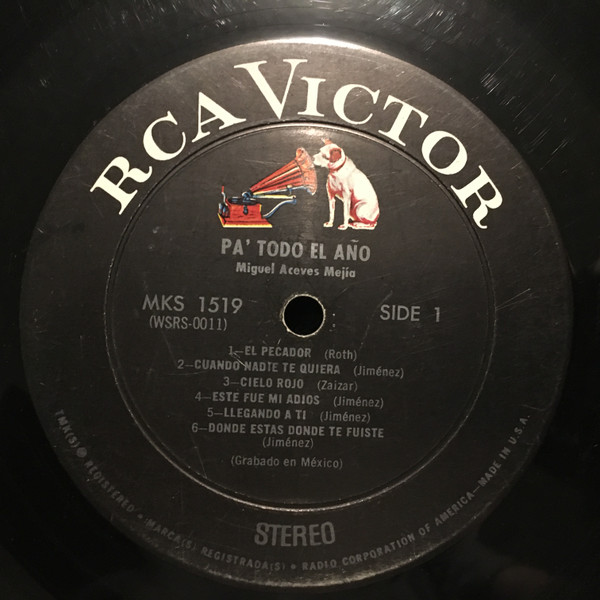 RCA VICTOR
PA' TODO EL AÑO
Miguel Aceves Mejía
MKS 1519
(WSRS-0011)
SIDE 1
1—EL PECADOR (Roth)
2—CUANDO NADTE TE QUIERA (Jiménez)
3—CIELO ROJO (Zaizar)
4—ESTE FUE MI ADIOS (Jiménez)
5—LLEGANDO A TI (Jiménez)
6—DONDE ESTAS DONDE TE FUISTE
(Jiménez)
(Grabado en México)
STEREO
TMK(S) ® REGISTERED • MARCA(S) REGISTRADA(S) • RADIO CORPORATION OF AMERICA—MADE IN U.S.A.